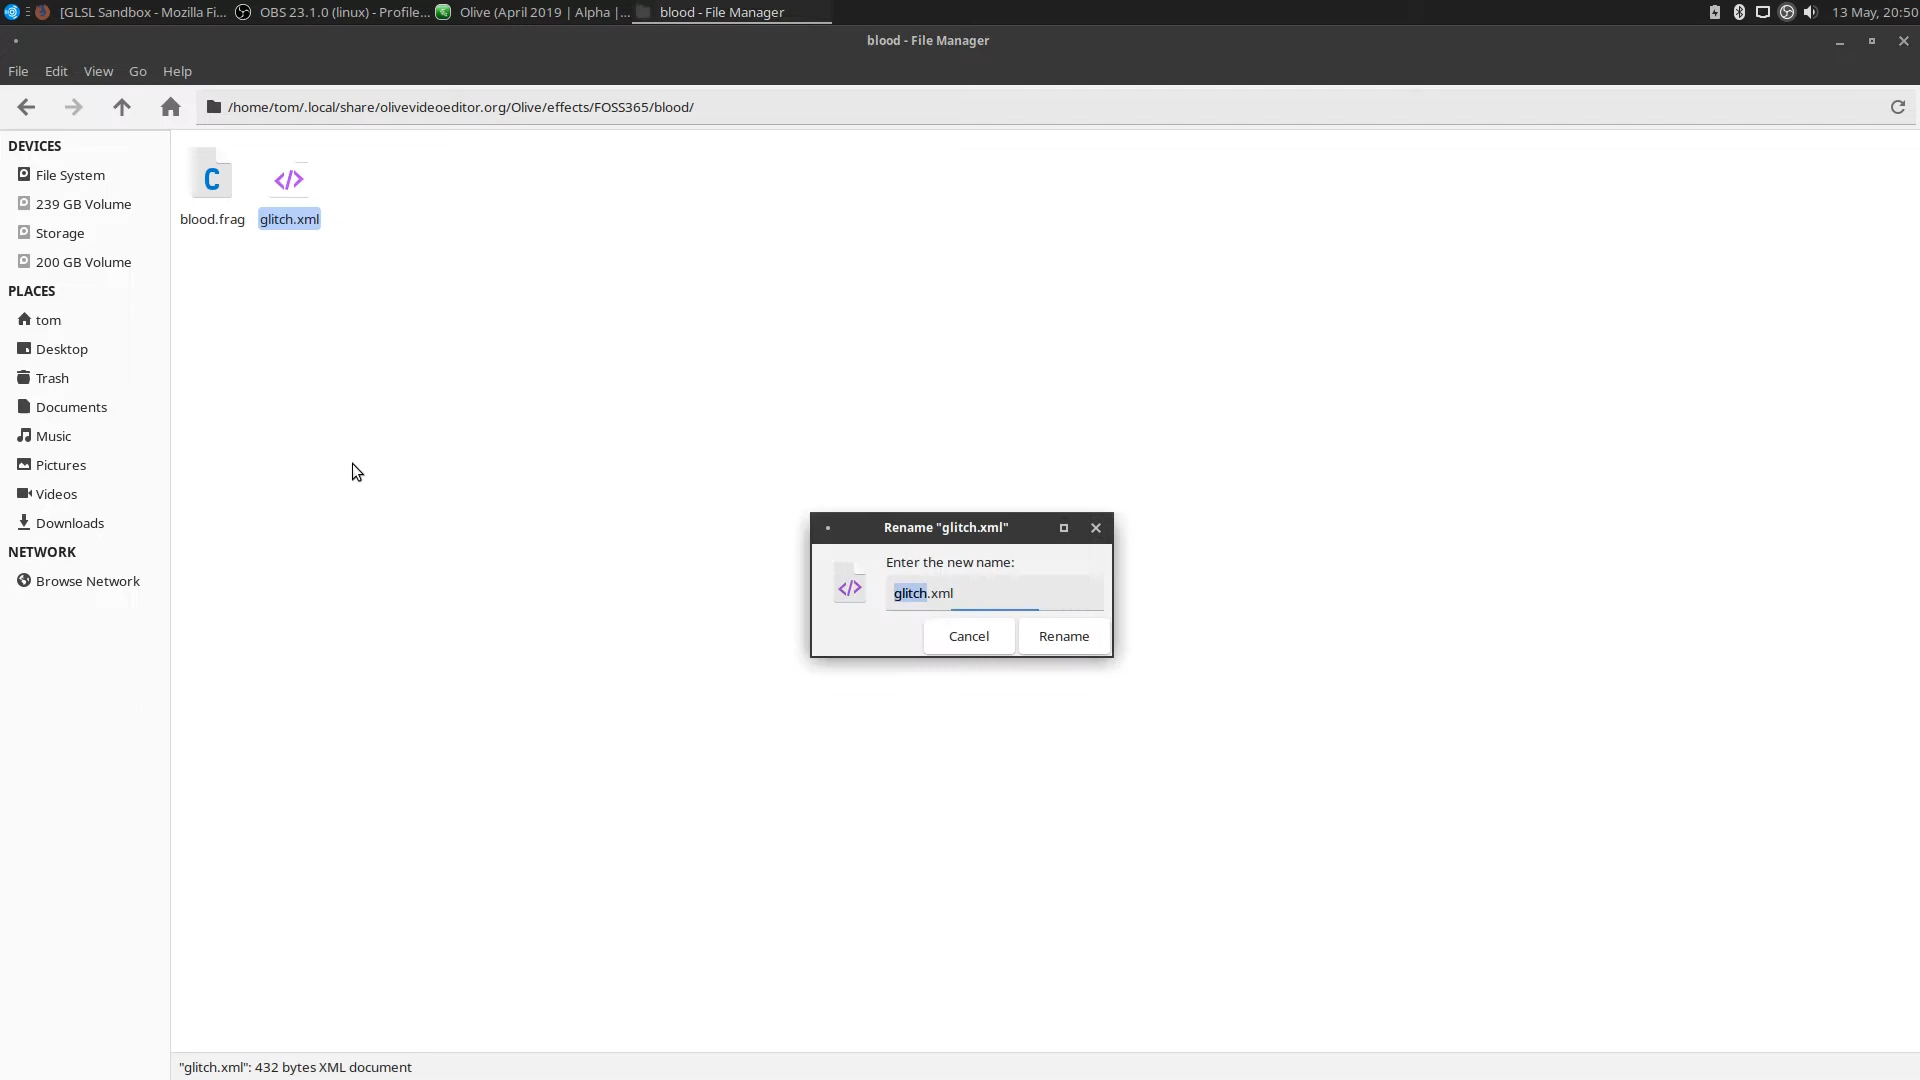 [GLSL Sandbox - Mozilla Fi... OBS 23.1.0 (linux) - Profile... Olive (April 2019 | Alpha |... blood - File Manager 13 May, 20:50
blood - File Manager
File Edit View Go Help
/home/tom/.local/share/olivevideoeditor.org/Olive/effects/FOSS365/blood/
DEVICES
File System
239 GB Volume
Storage
200 GB Volume
PLACES
tom
Desktop
Trash
Documents
Music
Pictures
Videos
Downloads
NETWORK
Browse Network
C
</>
blood.frag glitch.xml
Rename "glitch.xml"
Enter the new name:
</>
glitch.xml
Cancel Rename
"glitch.xml": 432 bytes XML document